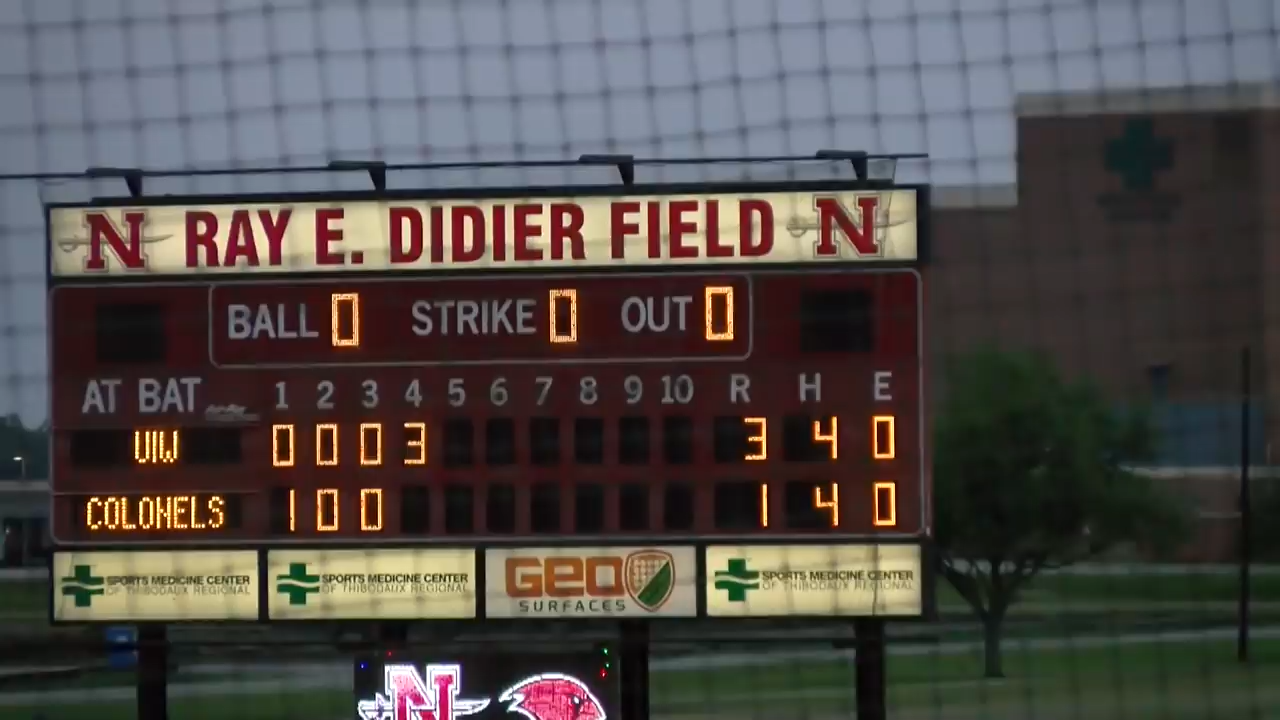 N RAY E. DIDIER FIELD N
BALL 0 STRIKE 0 OUT 0
AT BAT 1 2 3 4 5 6 7 8 9 10 R H E
UIW 0 0 0 3 3 4 0
COLONELS 1 0 0 1 4 0
SPORTS MEDICINE CENTER SPORTS MEDICINE CENTER GEO SPORTS MEDICINE CENTER
OF THIBODAUX REGIONAL OF THIBODAUX REGIONAL SURFACES OF THIBODAUX REGIONAL
N